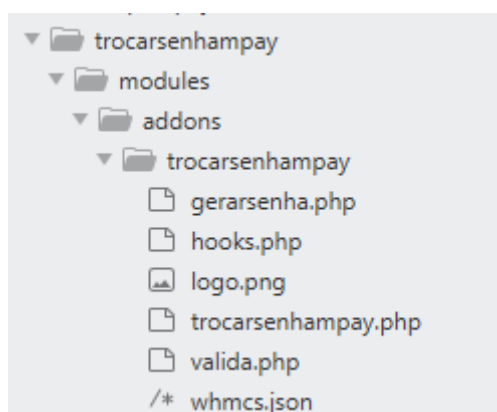 trocarsenhampay
modules
addons
trocarsenhampay
gerarsenha.php
hooks.php
logo.png
trocarsenhampay.php
valida.php
/* whmcs.json